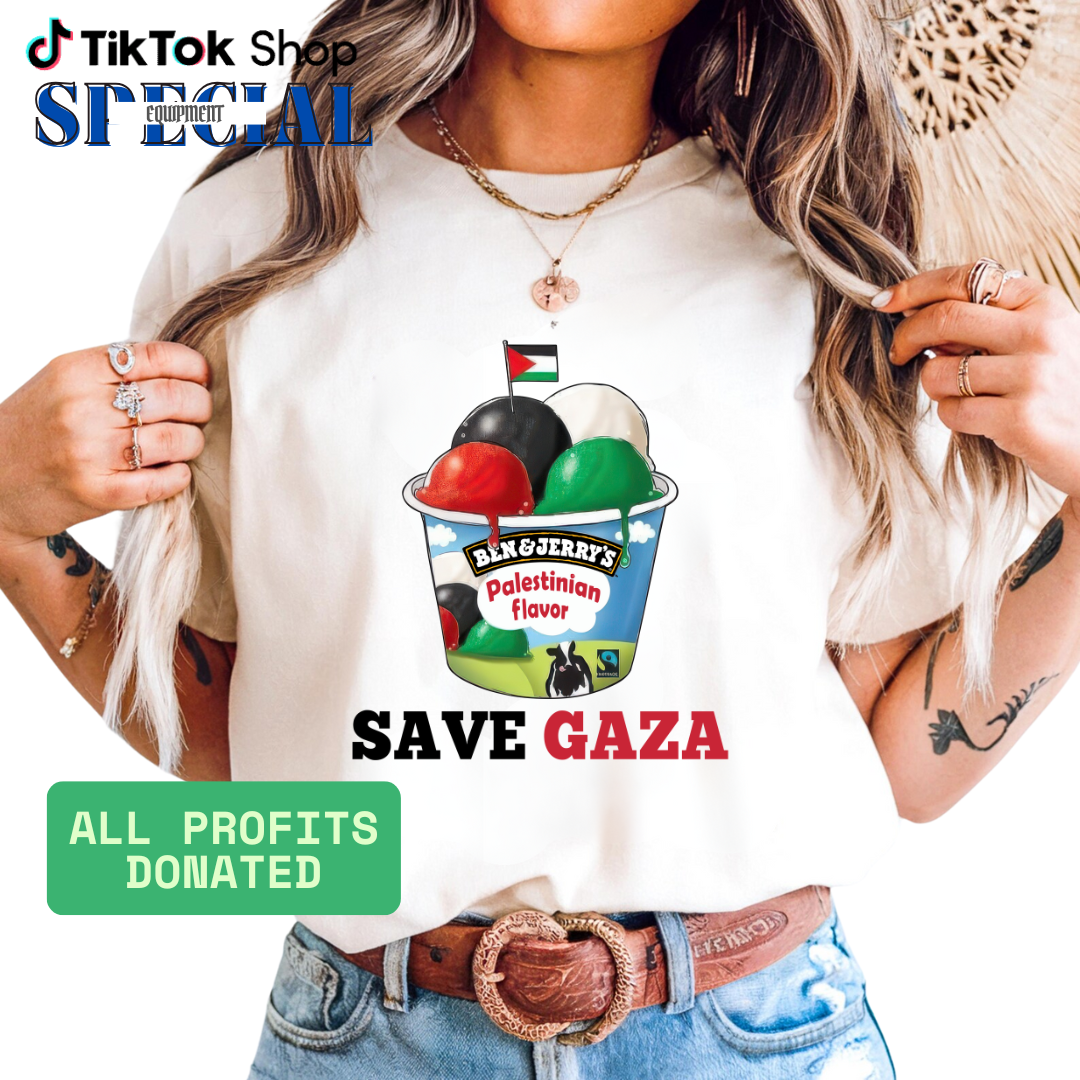 TikTok Shop
SPECIAL
EQUIPMENT
BEN & JERRY'S
Palestinian
flavor
SAVE GAZA
ALL PROFITS
DONATED